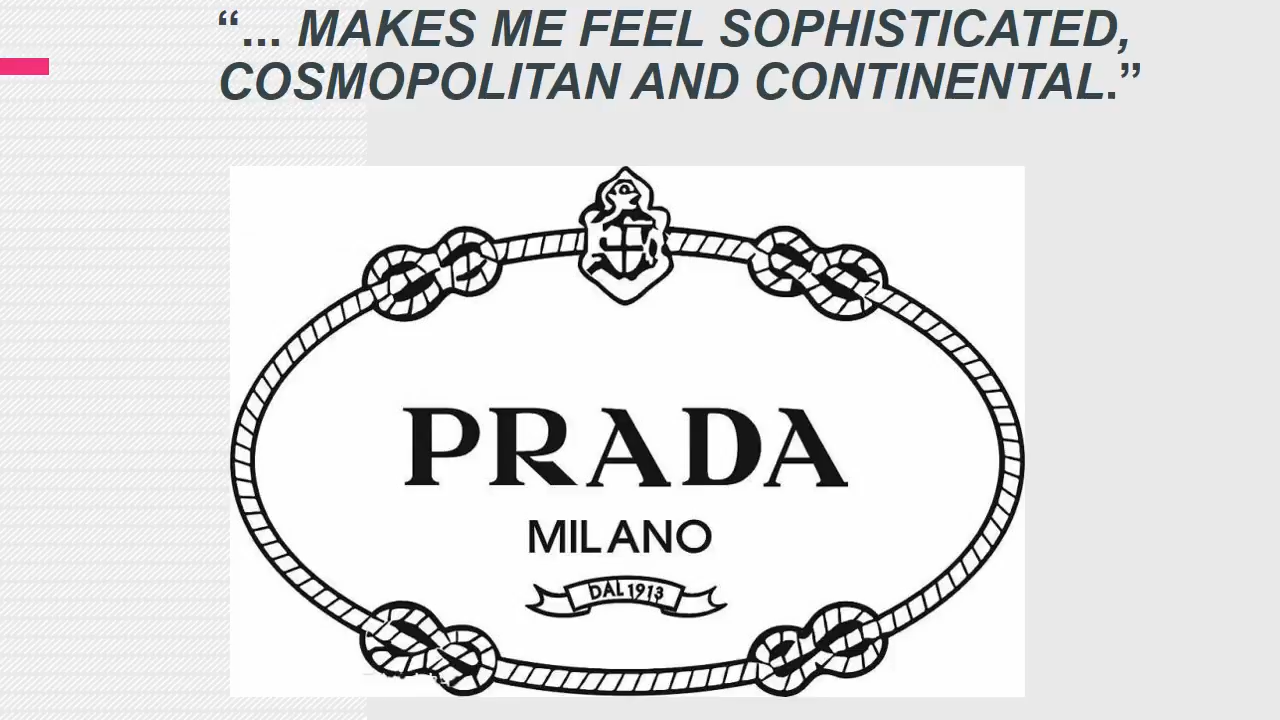 “... MAKES ME FEEL SOPHISTICATED,
COSMOPOLITAN AND CONTINENTAL.”
PRADA
MILANO
DAL 1913